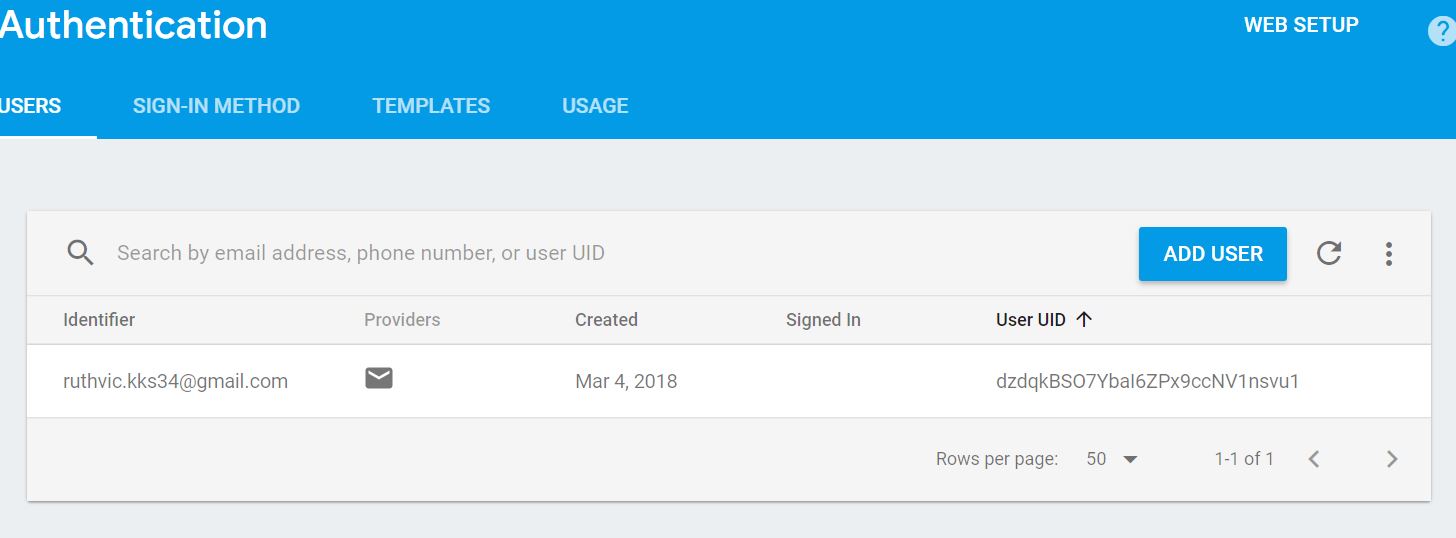 Authentication
WEB SETUP
?
USERS SIGN-IN METHOD TEMPLATES USAGE
Search by email address, phone number, or user UID
ADD USER
Identifier Providers Created Signed In User UID
ruthvic.kks34@gmail.com Mar 4, 2018 dzdqkBSO7YbaI6ZPx9ccNV1nsvu1
Rows per page: 50 1-1 of 1